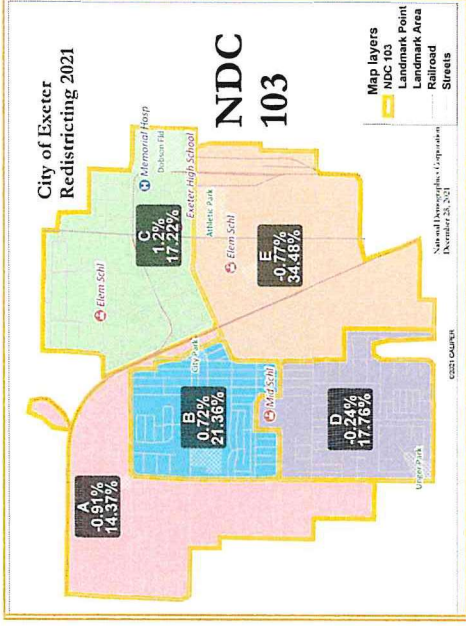 City of Exeter
Redistricting 2021
NDC
103
A
-0.91%
14.37%
B
0.72%
21.36%
C
1.2%
17.22%
D
-0.24%
17.76%
E
-0.77%
34.48%
Elem Schl
Memorial Hosp
Dobson Fld
Exeter High School
Athletic Park
Elem Schl
City Park
Mid Schl
Unger Park
Map layers
NDC 103
Landmark Point
Landmark Area
Railroad
Streets
National Demographics Corporation
December 28, 2021
©2021 CALIPER